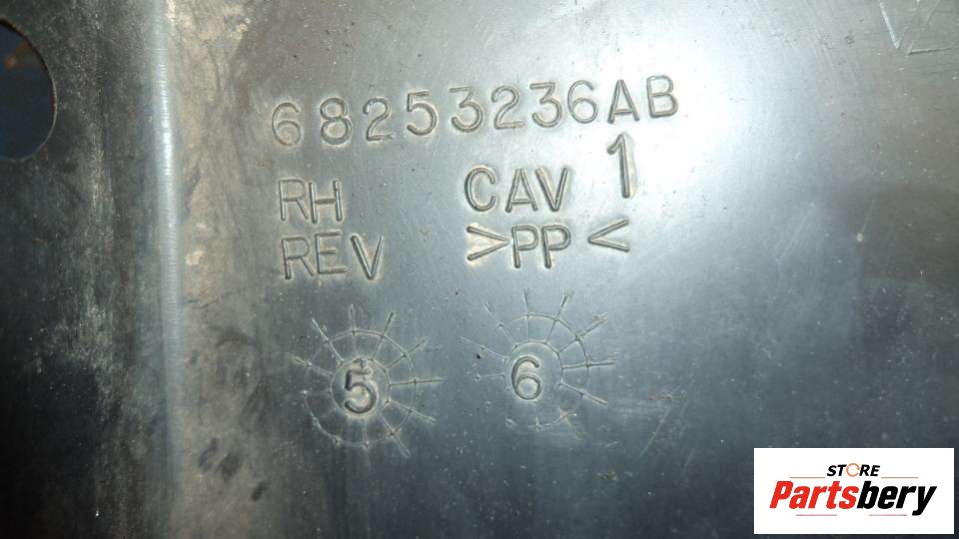 68253236AB
RH CAV 1
REV >PP<
5 6
STORE
Partsbery